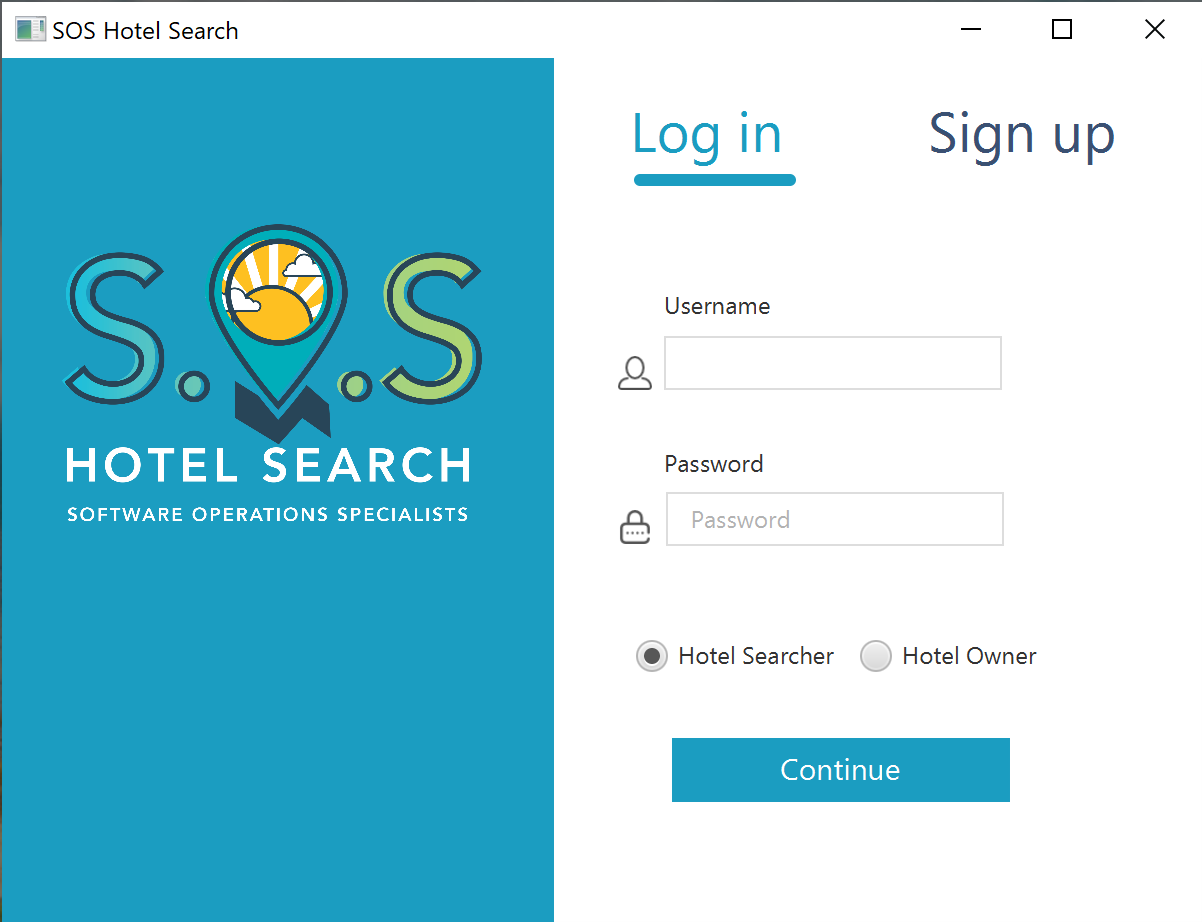 SOS Hotel Search
S.O.S
HOTEL SEARCH
SOFTWARE OPERATIONS SPECIALISTS
Log in
Sign up
Username
Password
Password
Hotel Searcher
Hotel Owner
Continue